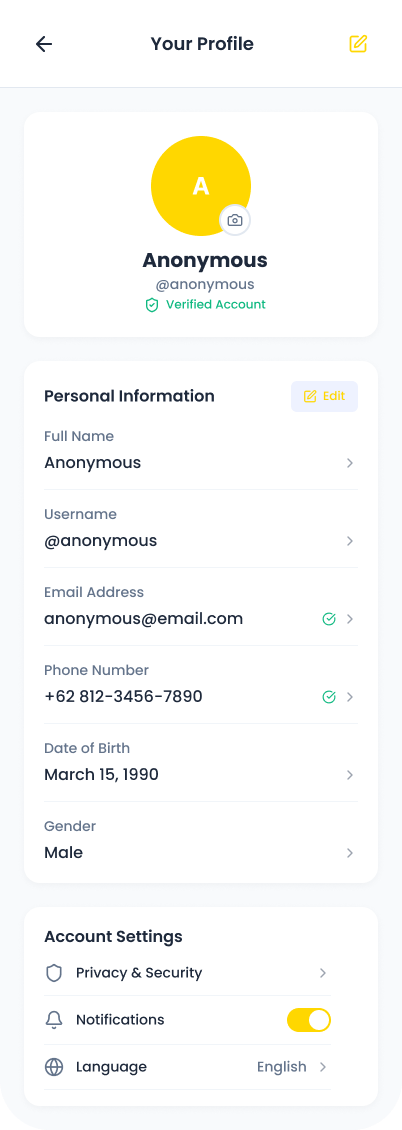 Your Profile
A
Anonymous
@anonymous
Verified Account
Personal Information
Edit
Full Name
Anonymous
Username
@anonymous
Email Address
anonymous@email.com
Phone Number
+62 812-3456-7890
Date of Birth
March 15, 1990
Gender
Male
Account Settings
Privacy & Security
Notifications
Language English